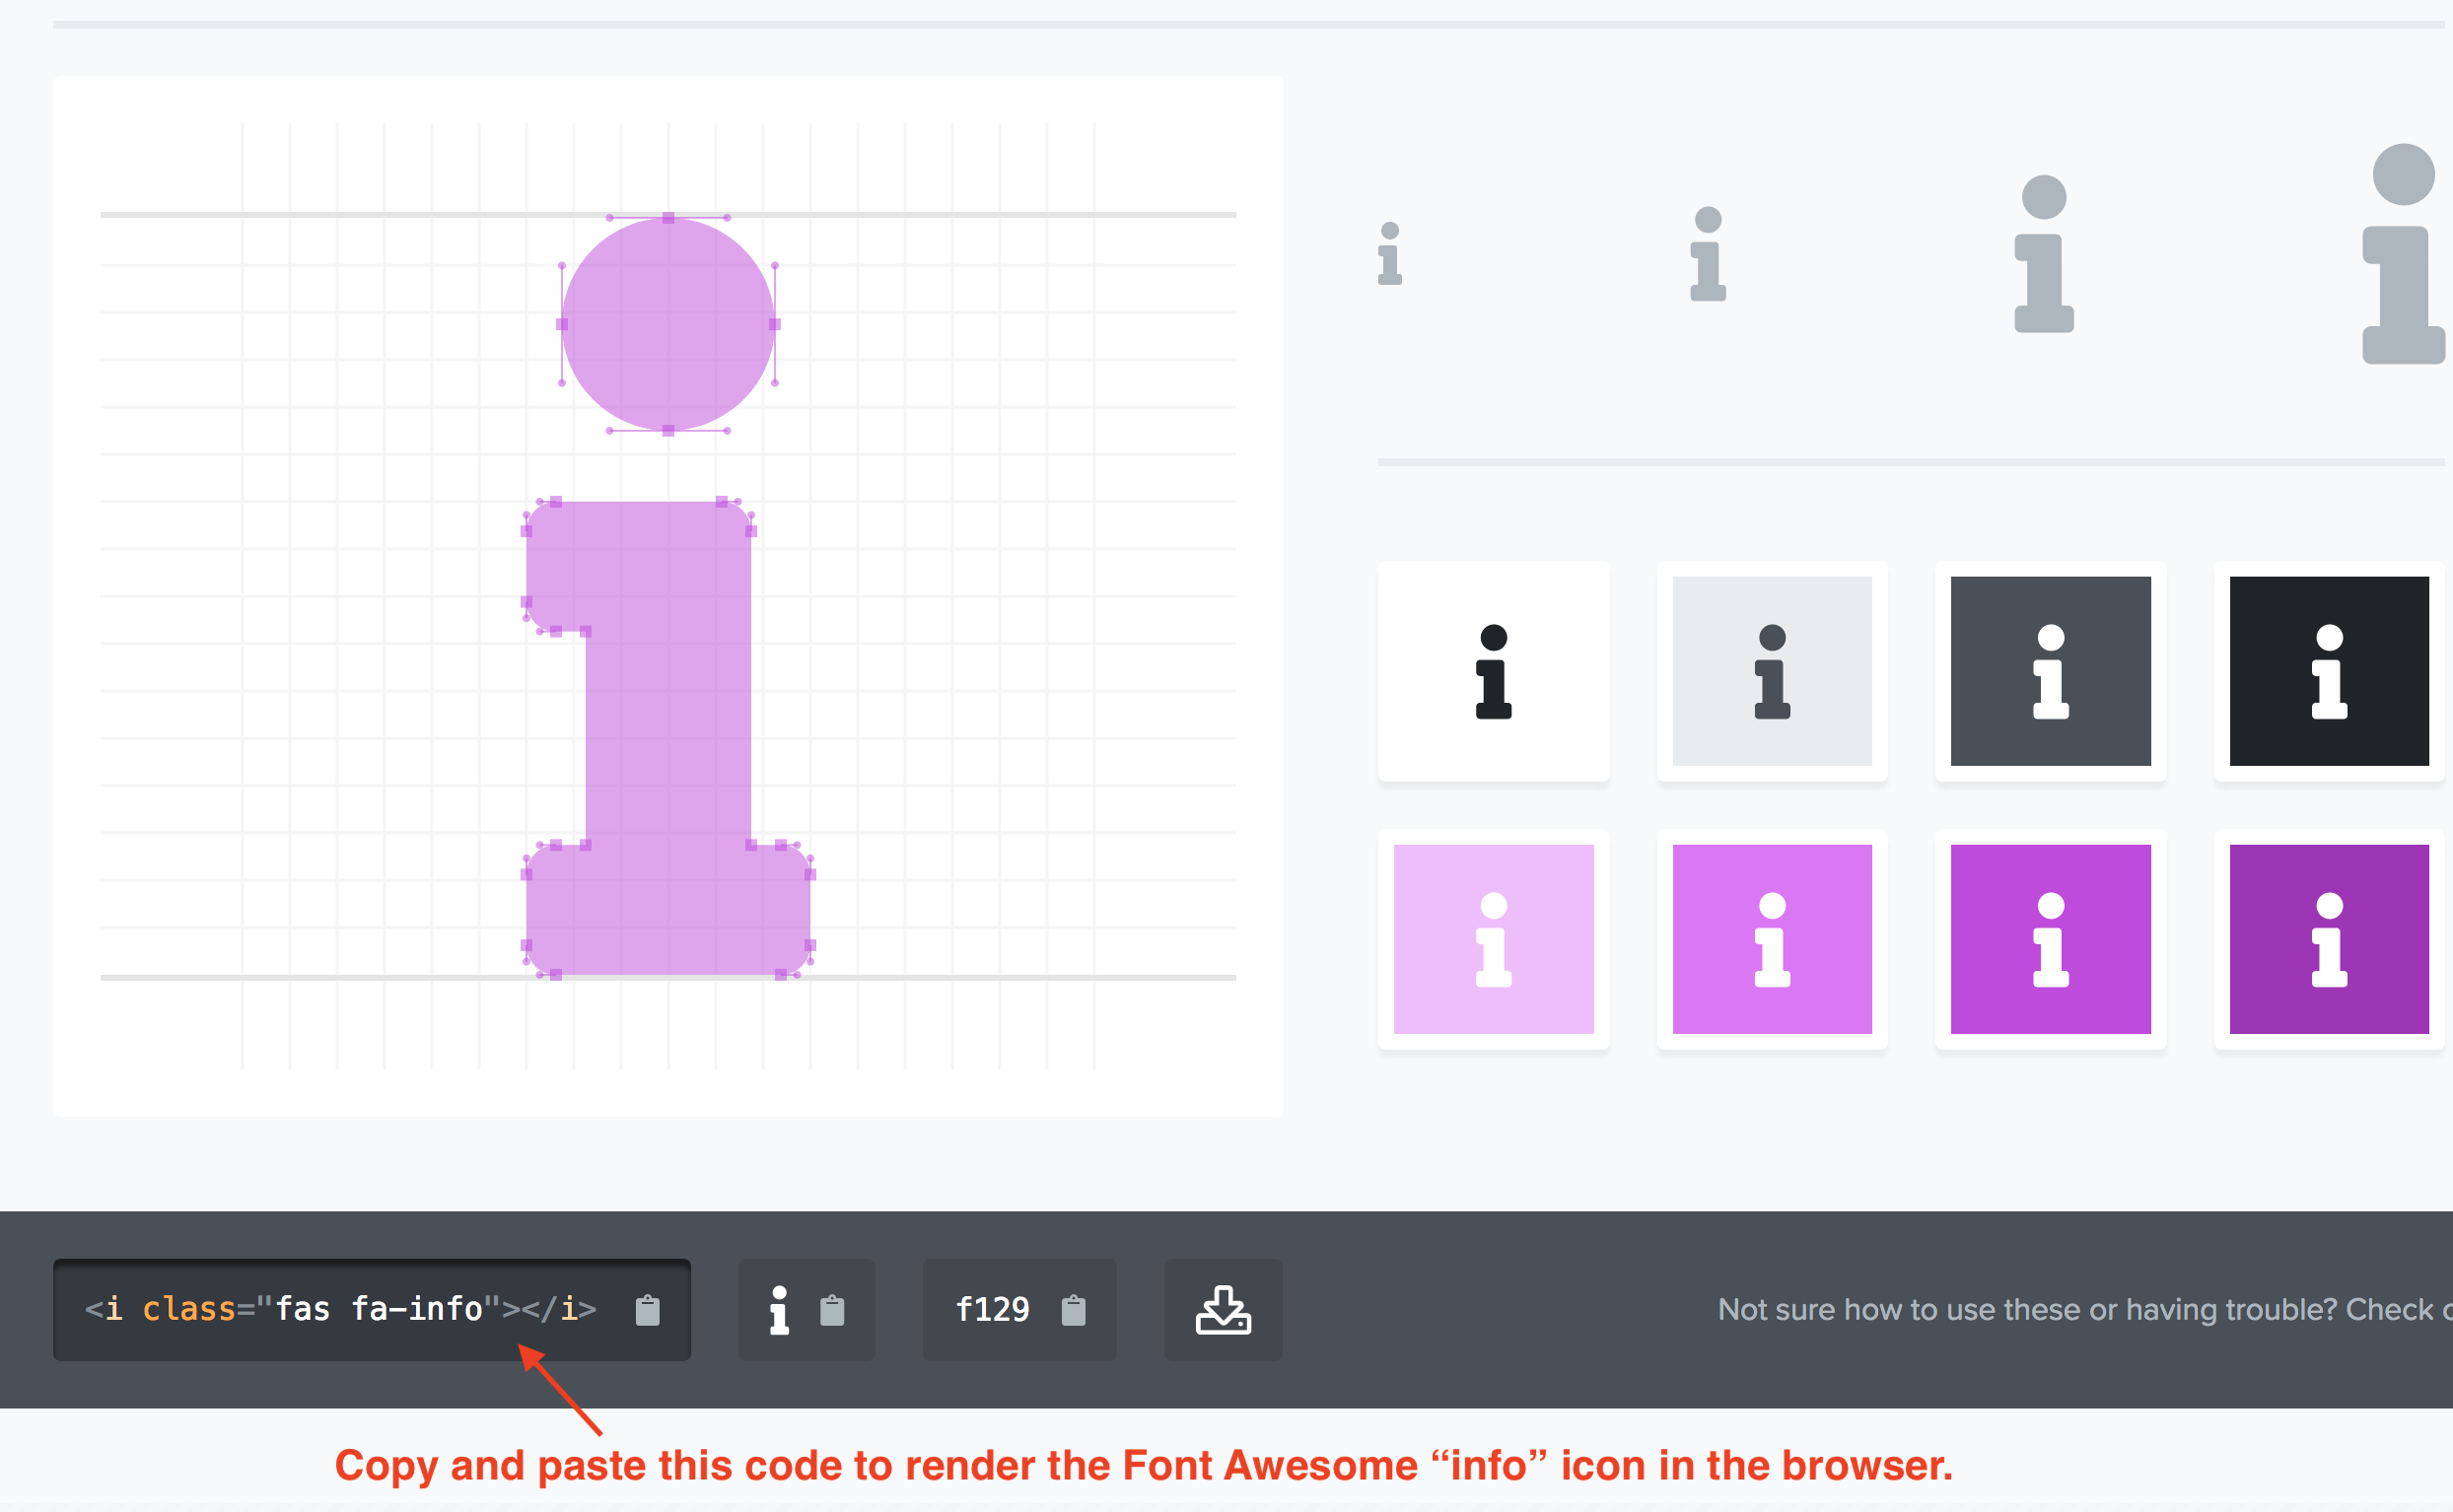 <i class="fas fa-info"></i>
f129
Not sure how to use these or having trouble? Check
Copy and paste this code to render the Font Awesome “info” icon in the browser.